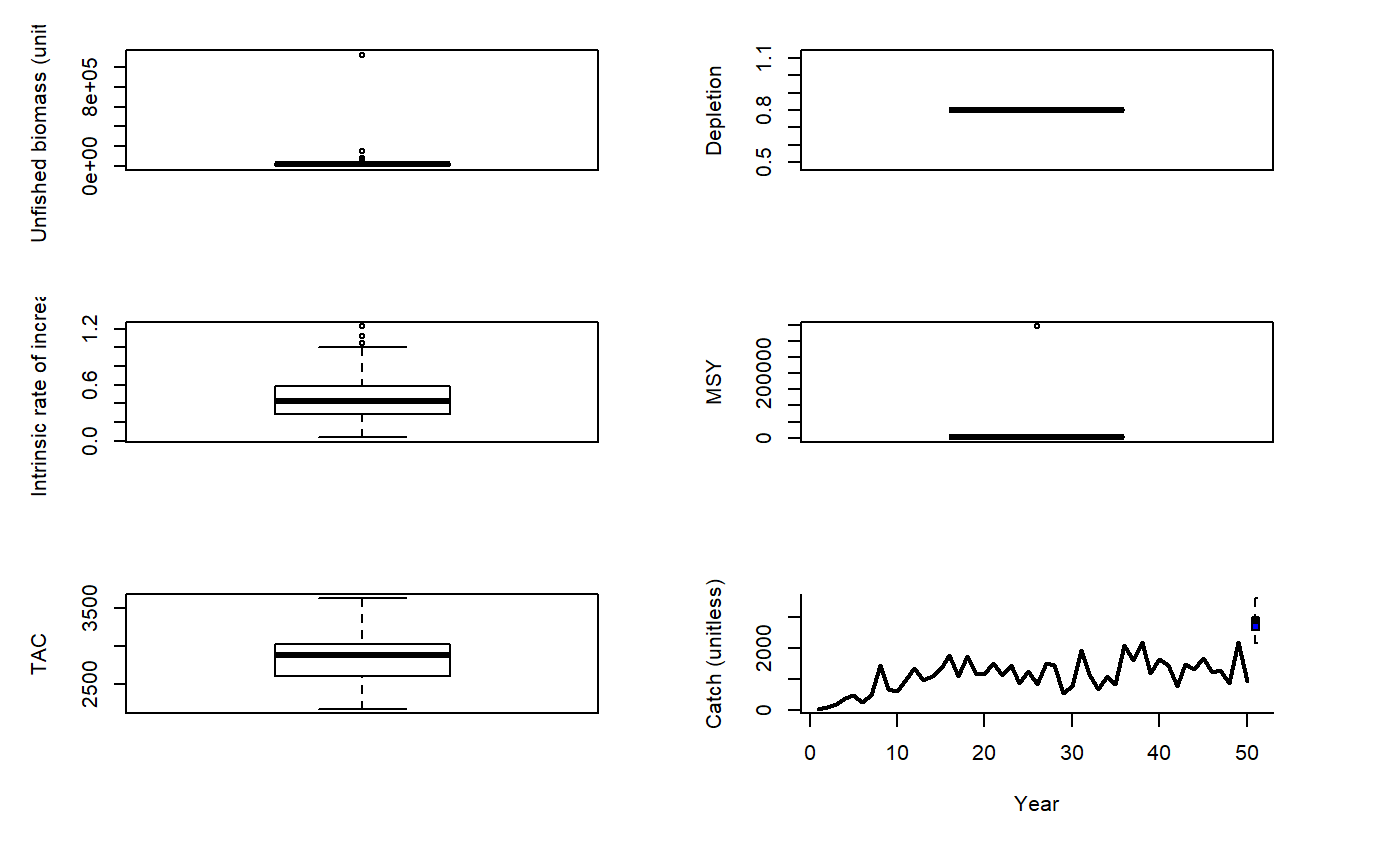 Unfished biomass (unit
0e+00
8e+05
Depletion
0.5
0.8
1.1
Intrinsic rate of increa
0.0
0.6
1.2
MSY
0
200000
TAC
2500
3500
Catch (unitless)
0
2000
0 10 20 30 40 50
Year